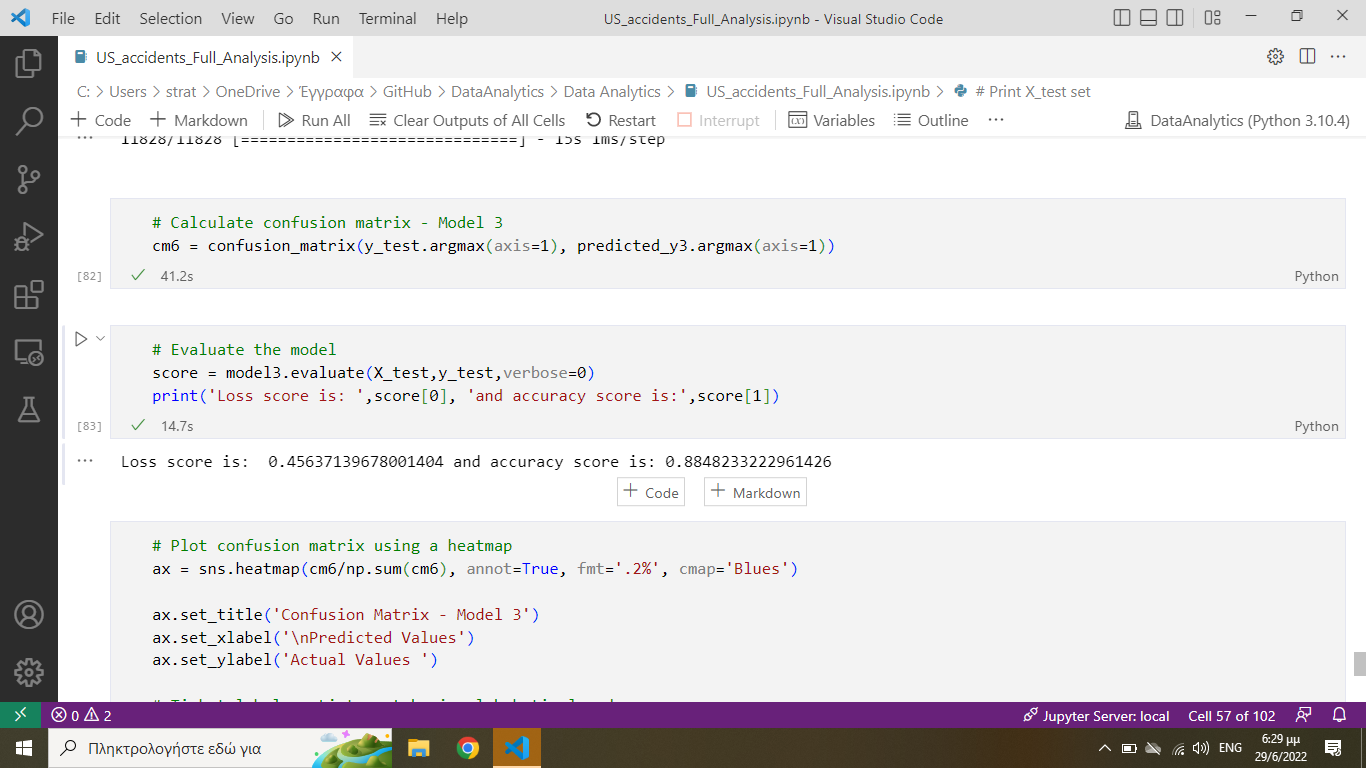 File Edit Selection View Go Run Terminal Help US_accidents_Full_Analysis.ipynb - Visual Studio Code
US_accidents_Full_Analysis.ipynb
C: > Users > strat > OneDrive > Έγγραφα > GitHub > DataAnalytics > Data Analytics > US_accidents_Full_Analysis.ipynb > # Print X_test set
+ Code + Markdown Run All Clear Outputs of All Cells Restart Interrupt Variables Outline ... DataAnalytics (Python 3.10.4)
11828/11828 [==============================] - 15s 1ms/step
# Calculate confusion matrix - Model 3
cm6 = confusion_matrix(y_test.argmax(axis=1), predicted_y3.argmax(axis=1))
[82] 41.2s Python
# Evaluate the model
score = model3.evaluate(X_test,y_test,verbose=0)
print('Loss score is: ',score[0], 'and accuracy score is:',score[1])
[83] 14.7s Python
Loss score is:  0.45637139678001404 and accuracy score is: 0.8848233222961426
+ Code + Markdown
# Plot confusion matrix using a heatmap
ax = sns.heatmap(cm6/np.sum(cm6), annot=True, fmt='.2%', cmap='Blues')
ax.set_title('Confusion Matrix - Model 3')
ax.set_xlabel('\nPredicted Values')
ax.set_ylabel('Actual Values ')
0 2 Jupyter Server: local Cell 57 of 102
Πληκτρολογήστε εδώ για ENG 6:29 μμ
29/6/2022